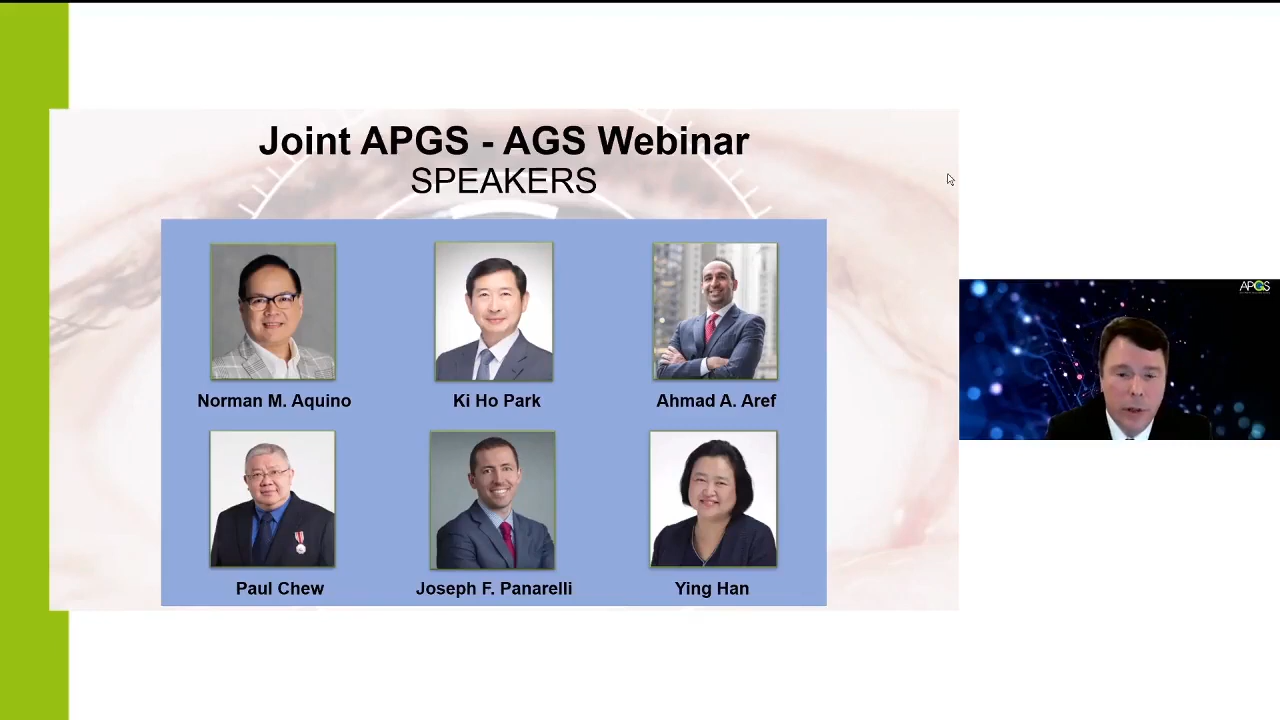 Joint APGS - AGS Webinar
SPEAKERS
Norman M. Aquino
Ki Ho Park
Ahmad A. Aref
Paul Chew
Joseph F. Panarelli
Ying Han
APGS